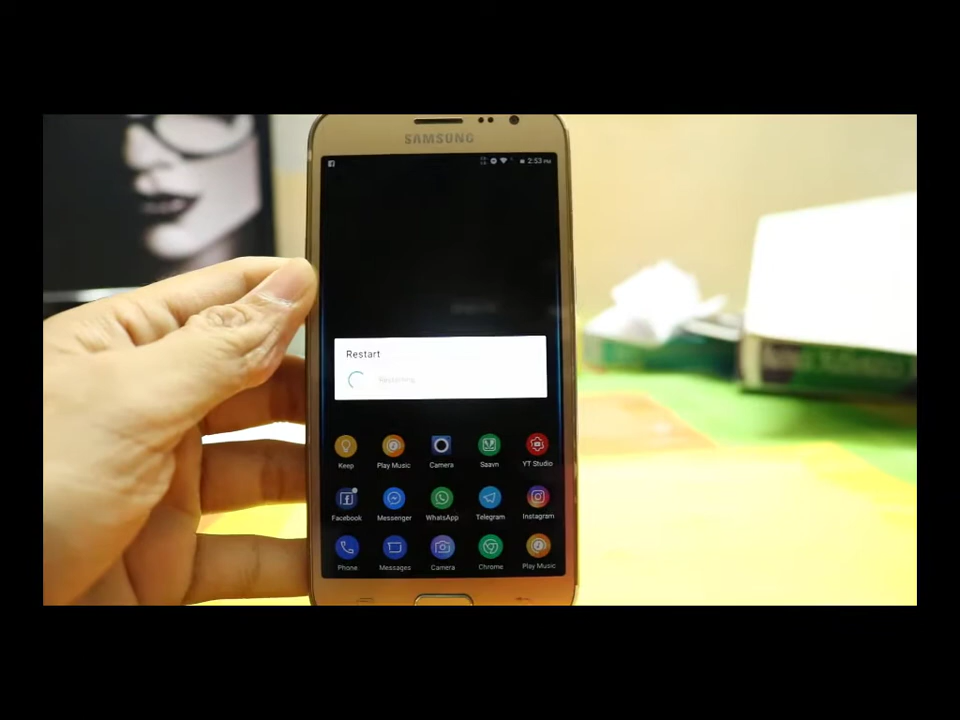 SAMSUNG
2:53 PM
Restart
Restarting
Keep Play Music Camera Saavn YT Studio
Facebook Messenger WhatsApp Telegram Instagram
Phone Messages Camera Chrome Play Music